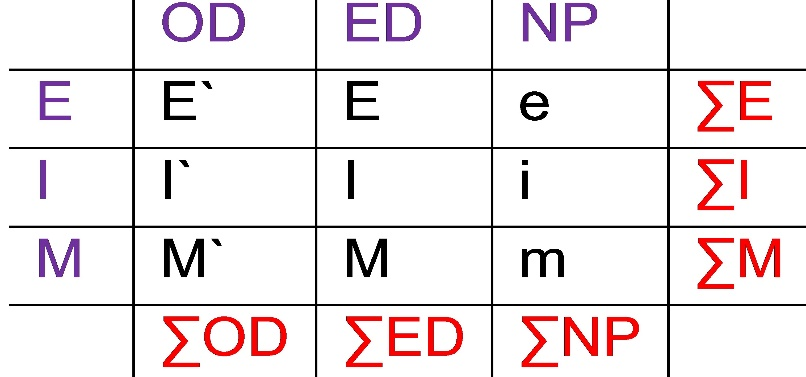 OD ED NP
E E` E e ∑E
I I` I i ∑I
M M` M m ∑M
∑OD ∑ED ∑NP